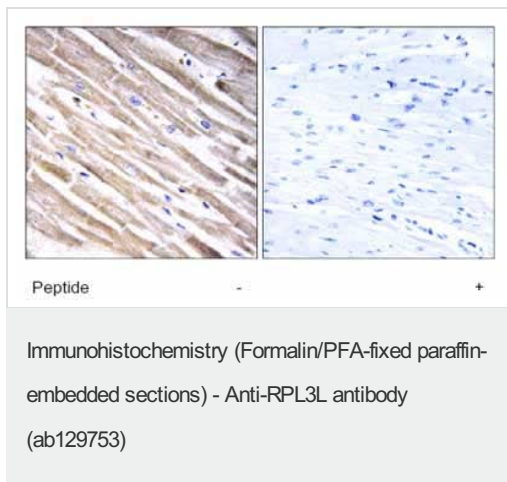 Peptide - +
Immunohistochemistry (Formalin/PFA-fixed paraffin-
embedded sections) - Anti-RPL3L antibody
(ab129753)